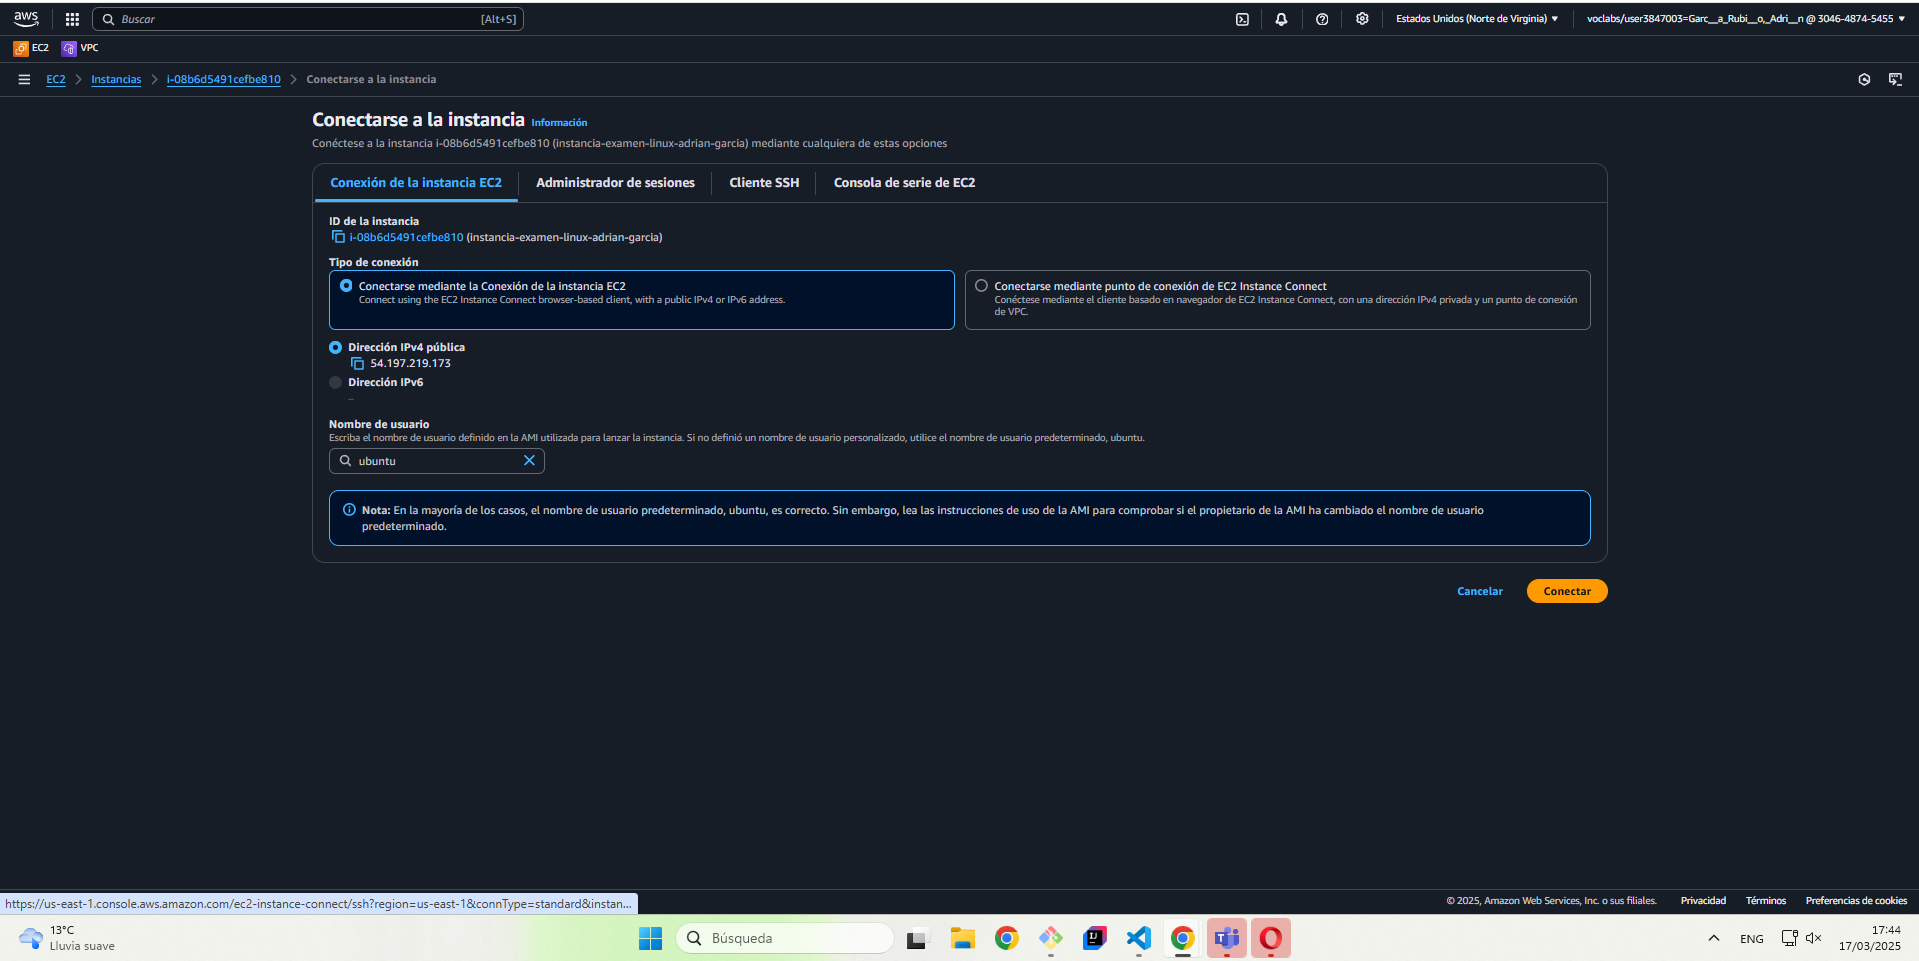 aws
Buscar
[Alt+S]
Estados Unidos (Norte de Virginia)
voclabs/user3847003=Garc__a_Rubi__o,_Adri__n @ 3046-4874-5455
EC2
VPC
EC2
Instancias
i-08b6d5491cefbe810
Conectarse a la instancia
Conectarse a la instancia
Información
Conéctese a la instancia i-08b6d5491cefbe810 (instancia-examen-linux-adrian-garcia) mediante cualquiera de estas opciones
Conexión de la instancia EC2
Administrador de sesiones
Cliente SSH
Consola de serie de EC2
ID de la instancia
i-08b6d5491cefbe810 (instancia-examen-linux-adrian-garcia)
Tipo de conexión
Conectarse mediante la Conexión de la instancia EC2
Connect using the EC2 Instance Connect browser-based client, with a public IPv4 or IPv6 address.
Conectarse mediante punto de conexión de EC2 Instance Connect
Conéctese mediante el cliente basado en navegador de EC2 Instance Connect, con una dirección IPv4 privada y un punto de conexión
de VPC.
Dirección IPv4 pública
54.197.219.173
Dirección IPv6
–
Nombre de usuario
Escriba el nombre de usuario definido en la AMI utilizada para lanzar la instancia. Si no definió un nombre de usuario personalizado, utilice el nombre de usuario predeterminado, ubuntu.
ubuntu
Nota: En la mayoría de los casos, el nombre de usuario predeterminado, ubuntu, es correcto. Sin embargo, lea las instrucciones de uso de la AMI para comprobar si el propietario de la AMI ha cambiado el nombre de usuario
predeterminado.
Cancelar
Conectar
https://us-east-1.console.aws.amazon.com/ec2-instance-connect/ssh?region=us-east-1&connType=standard&instan...
© 2025, Amazon Web Services, Inc. o sus filiales.
Privacidad
Términos
Preferencias de cookies
13°C
Lluvia suave
Búsqueda
ENG
17:44
17/03/2025